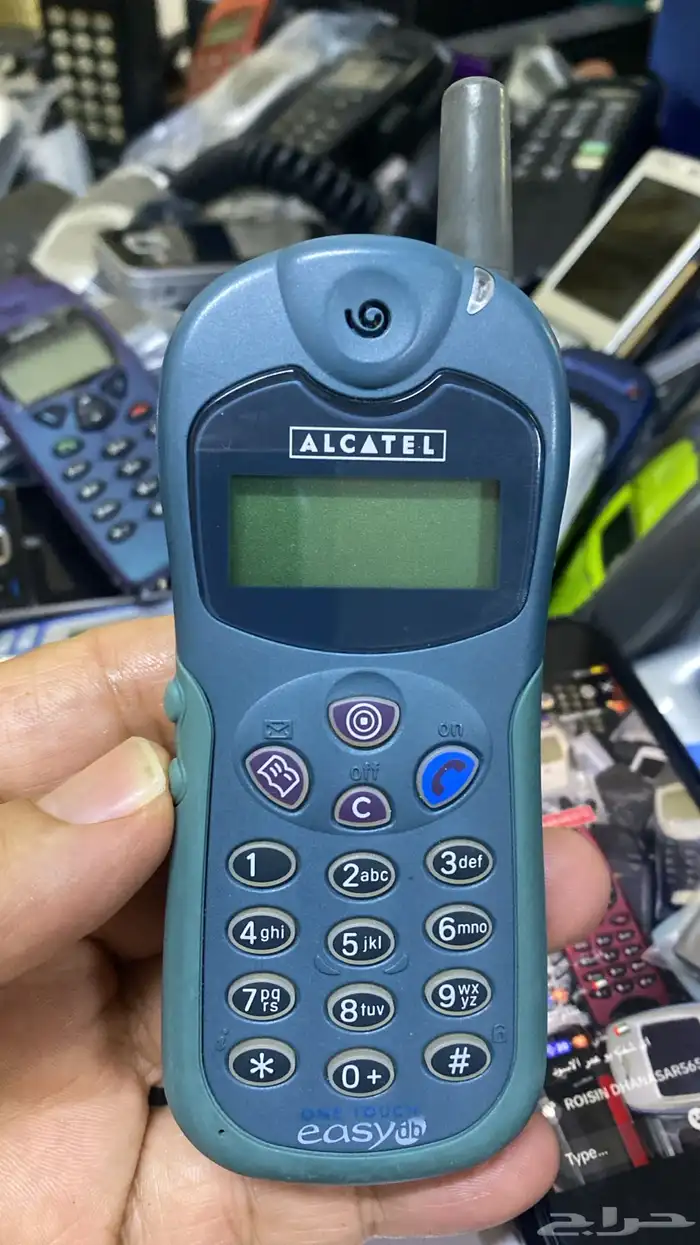 ALCATEL
on
off
C
1 2abc 3def
4ghi 5jkl 6mno
7pqrs 8tuv 9wxyz
* 0+ #
ONE TOUCH
easy db
ROISIN DHANASAR565
Type...
حراج